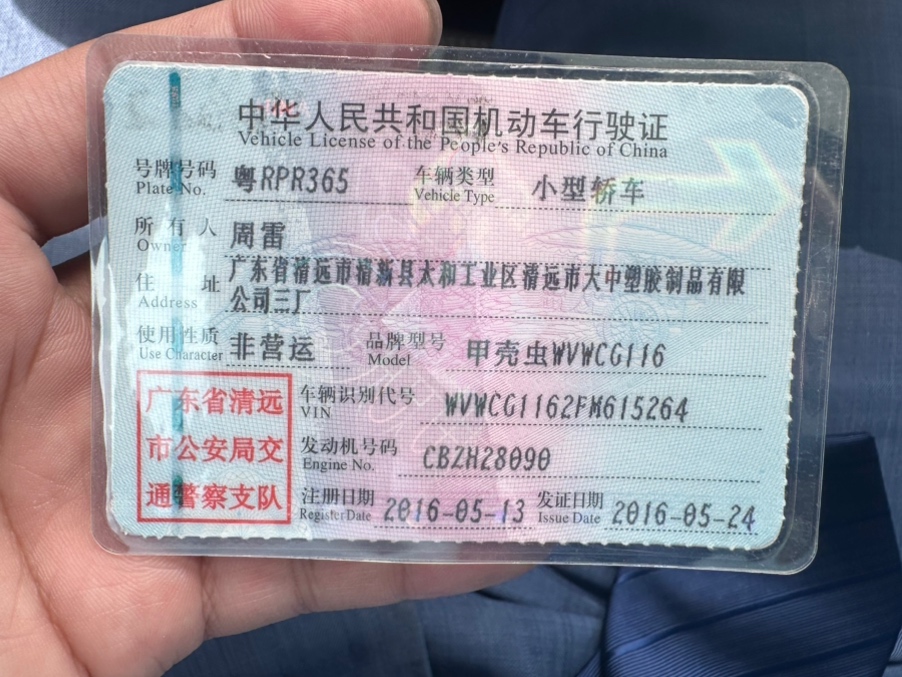 中华人民共和国机动车行驶证
Vehicle License of the People's Republic of China
号牌号码 粤RPR365 车辆类型 小型轿车
Plate No. Vehicle Type
所有人 周雷
Owner
住址 广东省清远市清新县太和工业区清远市大中塑胶制品有限
Address 公司三厂
使用性质 非营运 品牌型号 甲壳虫WVWCG116
Use Character Model
广东省清远
市公安局交
通警察支队
车辆识别代号 WVWCG1162FM615264
VIN
发动机号码 CBZH28090
Engine No.
注册日期 2016-05-13 发证日期 2016-05-24
Register Date Issue Date